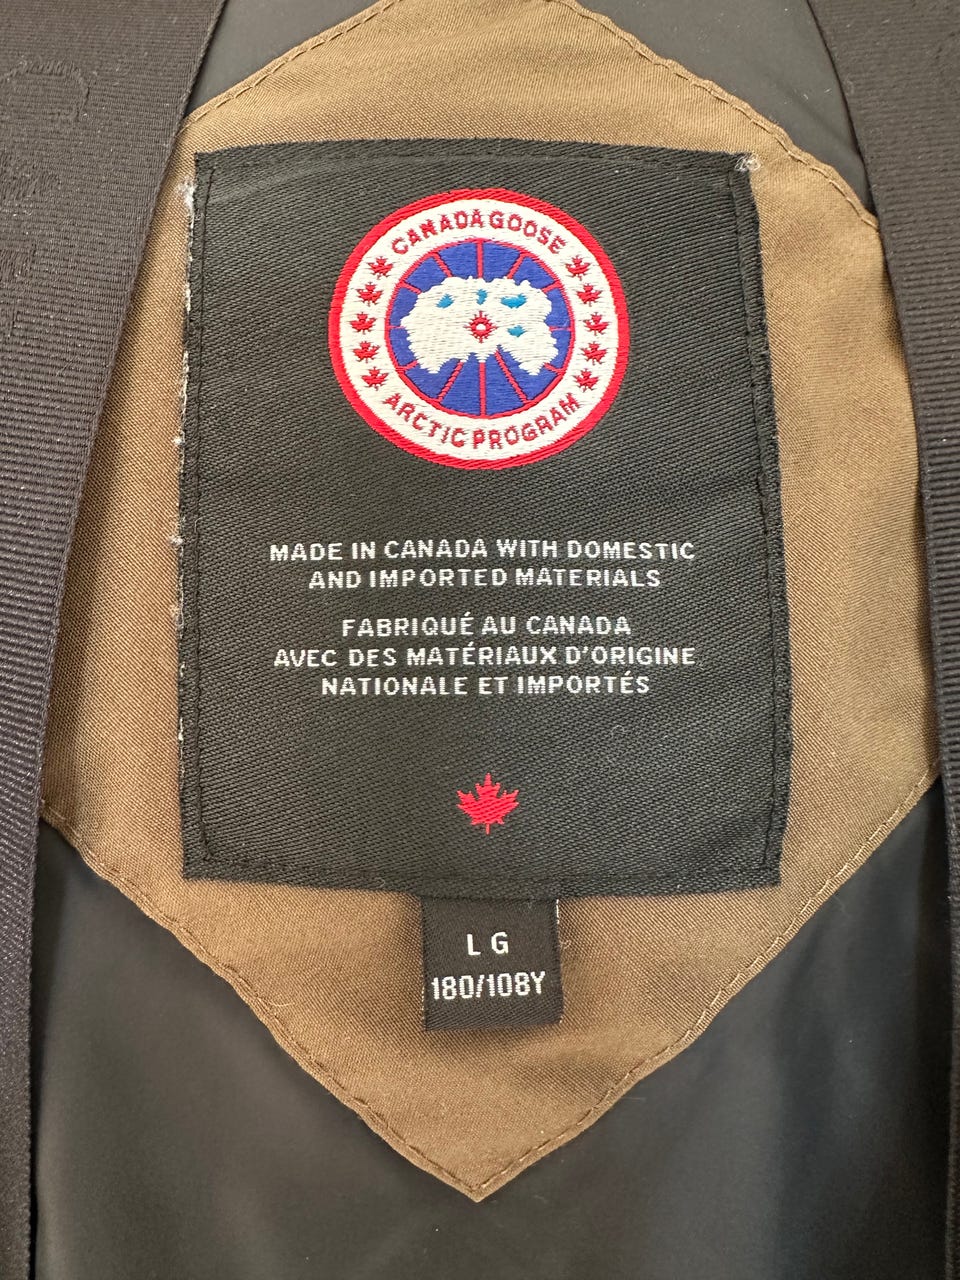 CANADA GOOSE
ARCTIC PROGRAM
MADE IN CANADA WITH DOMESTIC
AND IMPORTED MATERIALS
FABRIQUÉ AU CANADA
AVEC DES MATÉRIAUX D'ORIGINE
NATIONALE ET IMPORTÉS
L G
180/108Y